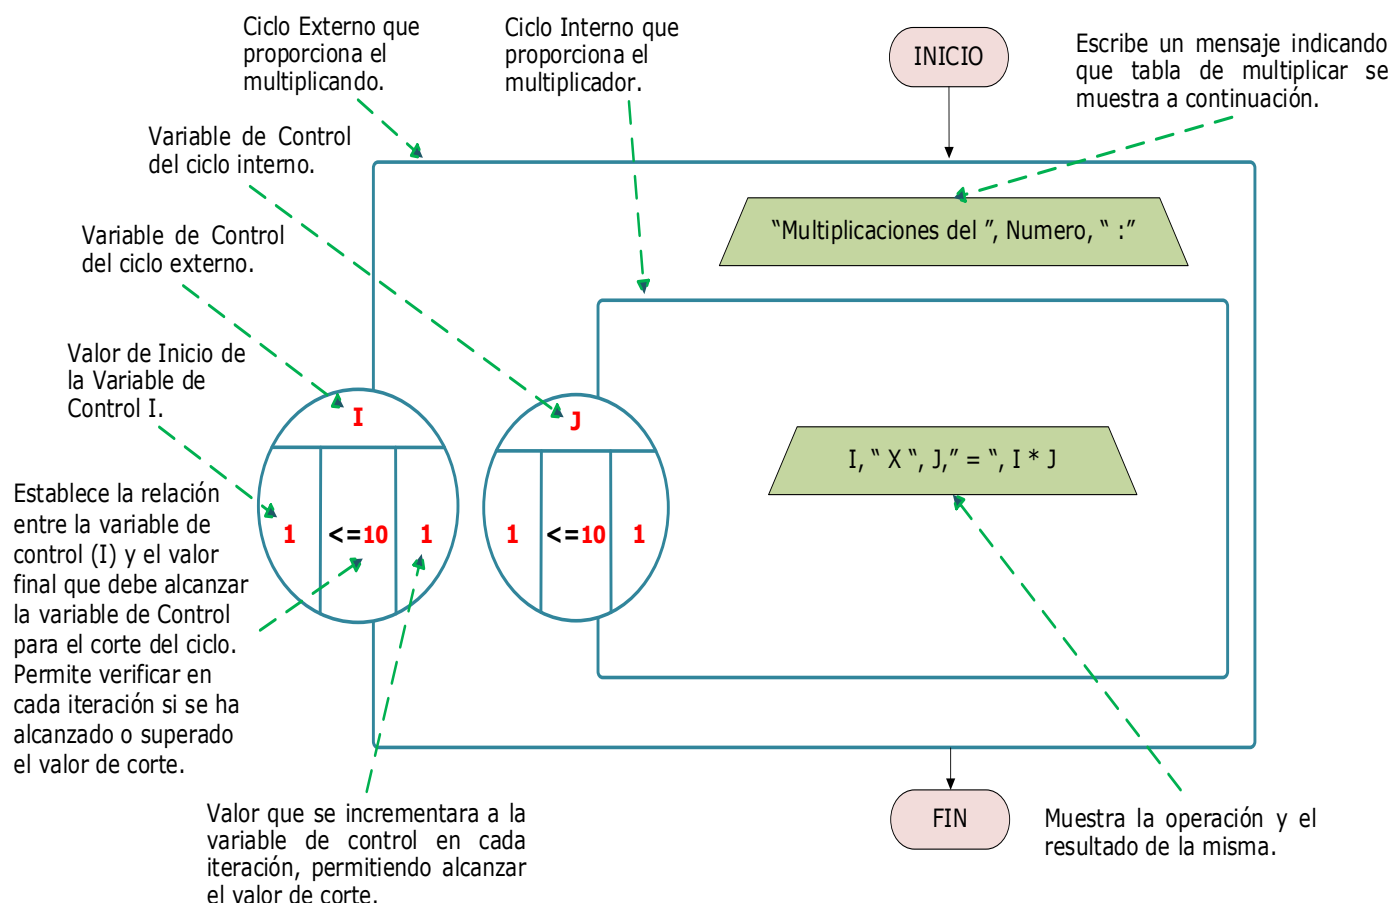 Ciclo Externo que
proporciona el
multiplicando.
Ciclo Interno que
proporciona el
multiplicador.
INICIO
Escribe un mensaje indicando
que tabla de multiplicar se
muestra a continuación.
Variable de Control
del ciclo interno.
Variable de Control
del ciclo externo.
“Multiplicaciones del ”, Numero, “ :”
Valor de Inicio de
la Variable de
Control I.
I
1
<=10
1
J
1
<=10
1
I, “ X “, J,” = “, I * J
Establece la relación
entre la variable de
control (I) y el valor
final que debe alcanzar
la variable de Control
para el corte del ciclo.
Permite verificar en
cada iteración si se ha
alcanzado o superado
el valor de corte.
Valor que se incrementara a la
variable de control en cada
iteración, permitiendo alcanzar
el valor de corte.
FIN
Muestra la operación y el
resultado de la misma.